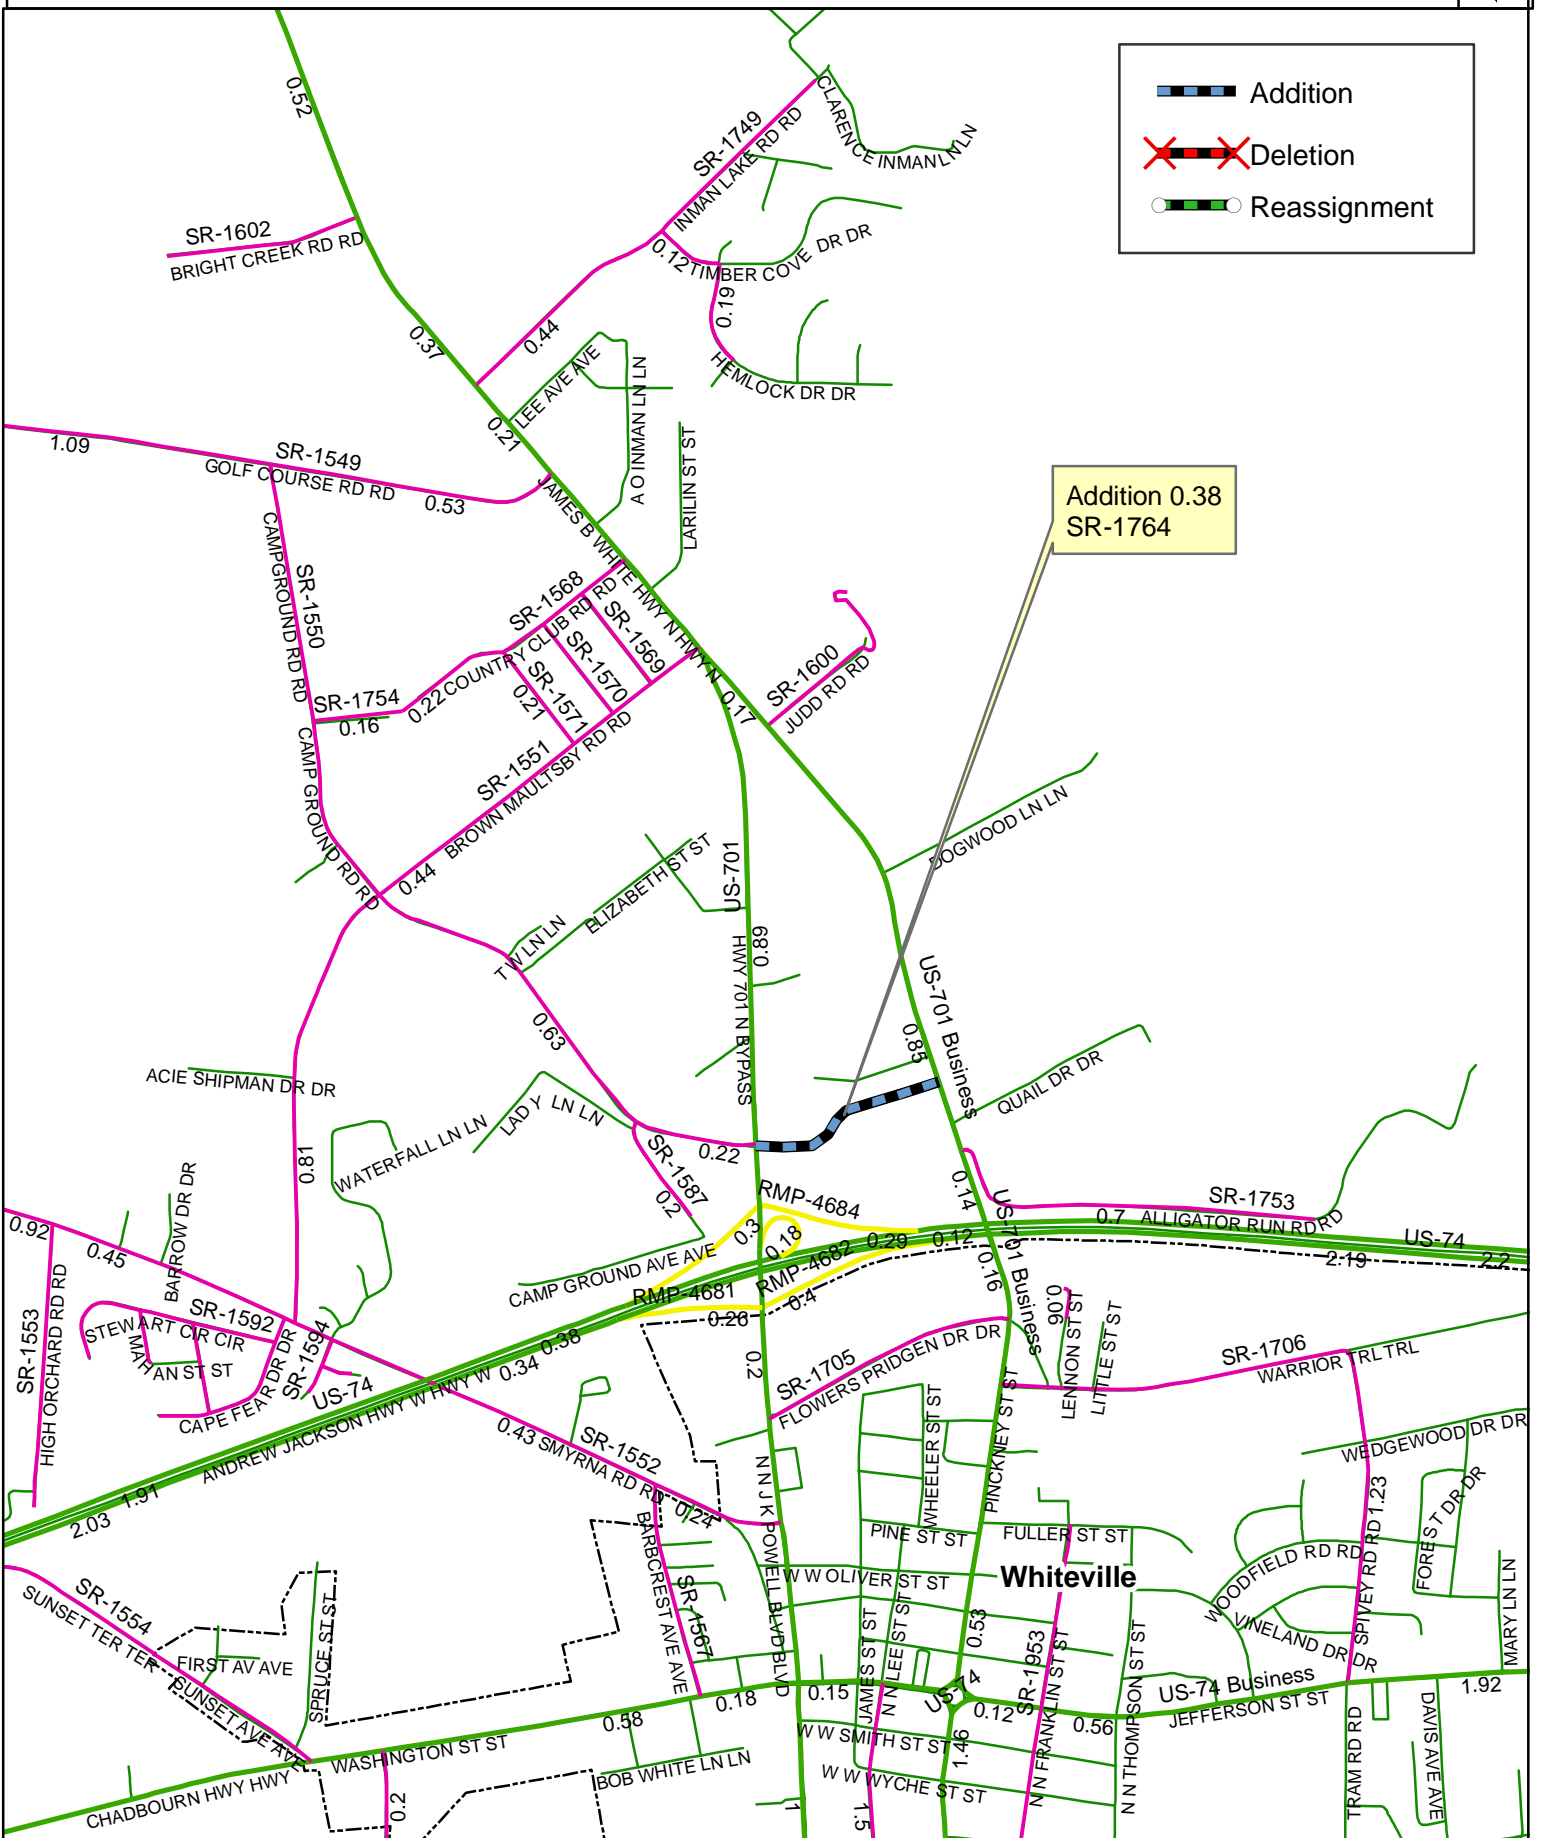 Addition
Deletion
Reassignment
Addition 0.38
SR-1764
0.52
SR-1749
INMAN LAKE RD RD
CLARENCE INMAN LN LN
SR-1602
BRIGHT CREEK RD RD
0.12
TIMBER COVE DR DR
0.19
0.37
0.44
HEMLOCK DR DR
LEE AVE AVE
A O INMAN LN LN
0.21
1.09
SR-1549
GOLF COURSE RD RD
0.53
LARILIN ST ST
JAMES B WHITE HWY N HWY N
CAMPGROUND RD RD
SR-1550
SR-1568
COUNTRY CLUB RD RD
SR-1569
SR-1570
SR-1571
0.21
SR-1754
0.16
0.22
0.17
SR-1600
JUDD RD RD
SR-1551
BROWN MAULTSBY RD RD
CAMP GROUND RD RD
0.44
DOGWOOD LN LN
ELIZABETH ST ST
T W LN LN
US-701
0.89
HWY 701 N BYPASS
0.63
US-701 Business
0.85
QUAIL DR DR
ACIE SHIPMAN DR DR
WATERFALL LN LN
LADY LN LN
0.81
0.22
SR-1587
0.2
RMP-4684
0.14
SR-1753
0.7
ALLIGATOR RUN RD RD
US-74
2.19
2.2
0.92
0.45
BARROW DR DR
0.3
0.18
RMP-4682
0.29
0.12
US-701 Business
0.16
CAMP GROUND AVE AVE
RMP-4681
0.26
0.4
SR-1553
HIGH ORCHARD RD RD
SR-1592
STEWART CIR CIR
MAHAN ST ST
SR-1594
CAPE FEAR DR DR
US-74
ANDREW JACKSON HWY W HWY W
0.34
0.38
0.2
SR-1705
FLOWERS PRIDGEN DR DR
0.06
LENNON ST ST
LITTLE ST ST
SR-1706
WARRIOR TRL TRL
0.43
SMYRNA RD RD
SR-1552
0.24
1.91
2.03
WHEELER ST ST
PINCKNEY ST ST
WEDGEWOOD DR DR
N N J K POWELL BLVD BLVD
PINE ST ST
FULLER ST ST
1.23
SPIVEY RD RD
FOREST DR DR
Whiteville
W W OLIVER ST ST
WOODFIELD RD RD
VINELAND DR DR
MARY LN LN
SR-1554
SUNSET TER TER
FIRST AV AVE
SUNSET AVE AVE
SPRUCE ST ST
BARBCREST AVE AVE
SR-1567
JAMES ST ST
N N LEE ST ST
0.53
SR-1953
N N FRANKLIN ST ST
N N THOMPSON ST ST
0.58
0.18
0.15
US-74
0.12
0.56
US-74 Business
JEFFERSON ST ST
1.92
WASHINGTON ST ST
CHADBOURN HWY HWY
BOB WHITE LN LN
W W SMITH ST ST
W W WYCHE ST ST
1.46
TRAM RD RD
DAVIS AVE AVE
0.2
1
1.5